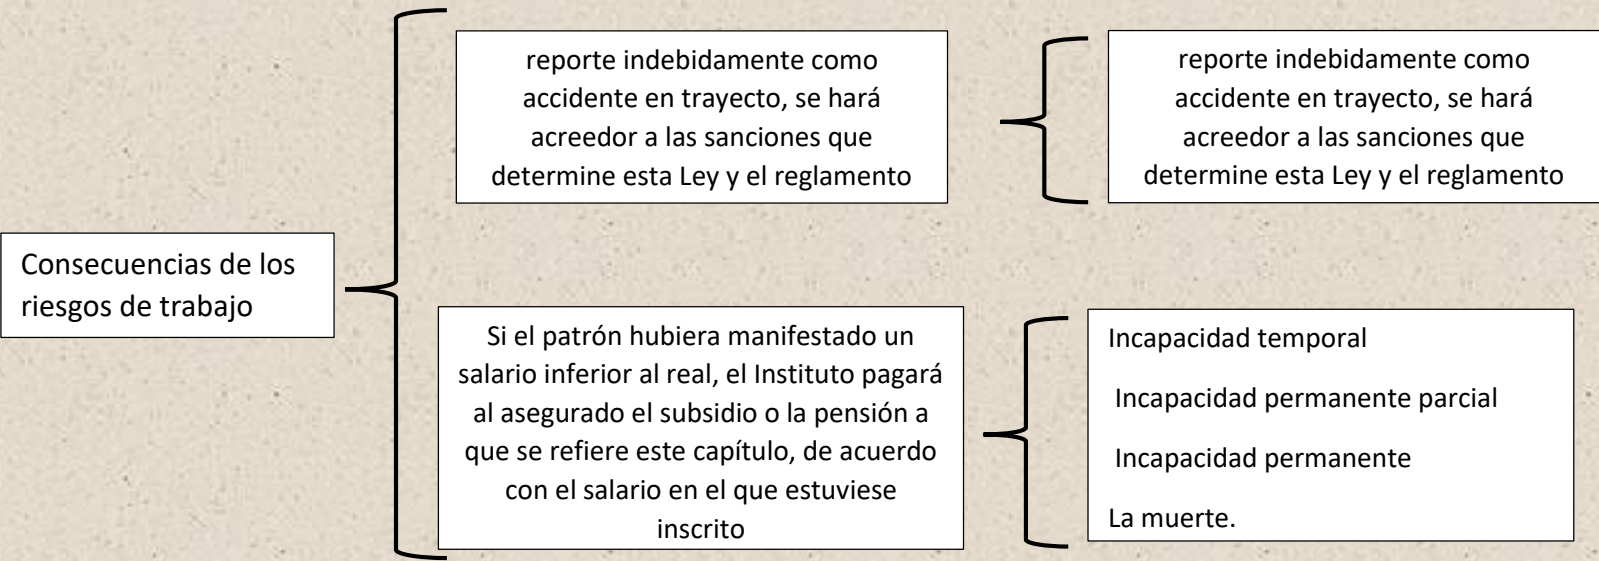 Consecuencias de los
riesgos de trabajo
reporte indebidamente como
accidente en trayecto, se hará
acreedor a las sanciones que
determine esta Ley y el reglamento
reporte indebidamente como
accidente en trayecto, se hará
acreedor a las sanciones que
determine esta Ley y el reglamento
Si el patrón hubiera manifestado un
salario inferior al real, el Instituto pagará
al asegurado el subsidio o la pensión a
que se refiere este capítulo, de acuerdo
con el salario en el que estuviese
inscrito
Incapacidad temporal
Incapacidad permanente parcial
Incapacidad permanente
La muerte.